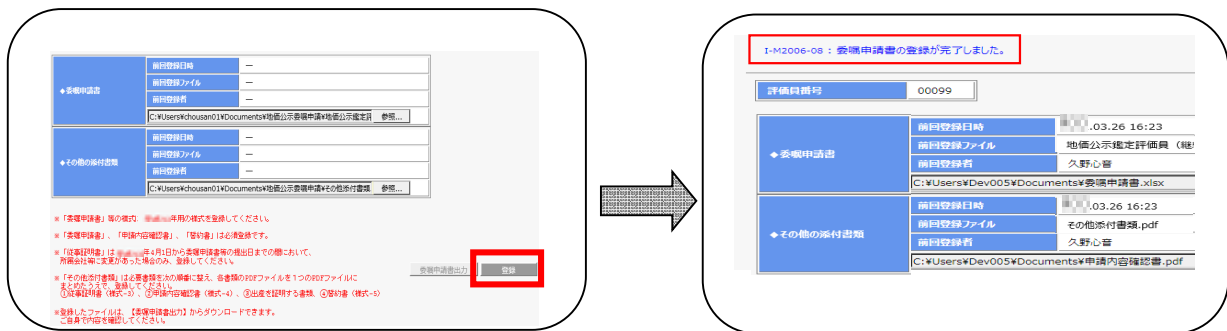 ◆委嘱申請書
前回登録日時 —
前回登録ファイル —
前回登録者 —
C:¥Users¥chousan01¥Documents¥地価公示委嘱申請¥地価公示鑑定評 参照...
◆その他の添付書類
前回登録日時 —
前回登録ファイル —
前回登録者 —
C:¥Users¥chousan01¥Documents¥地価公示委嘱申請¥その他添付書類 参照...
※「委嘱申請書」等の様式: 年用の様式を登録してください。
※「委嘱申請書」、「申請内容確認書」、「誓約書」は必須登録です。
※「従事証明書」は 年4月1日から委嘱申請書等の提出日までの間において、
所属会社等に変更があった場合のみ、登録してください。
※「その他添付書類」は必要書類を次の順番に整え、各書類のPDFファイルを1つのPDFファイルに
まとめたうえで、登録してください。
①従事証明書(様式-3)、②申請内容確認書(様式-4)、③出産を証明する書類、④誓約書(様式-5)
※登録したファイルは、【委嘱申請書出力】からダウンロードできます。
ご自身で内容を確認してください。
委嘱申請書出力 登録
I-M2006-08 : 委嘱申請書の登録が完了しました。
評価員番号 00099
◆委嘱申請書
前回登録日時 .03.26 16:23
前回登録ファイル 地価公示鑑定評価員(継
前回登録者 久野心音
C:¥Users¥Dev005¥Documents¥委嘱申請書.xlsx
◆その他の添付書類
前回登録日時 .03.26 16:23
前回登録ファイル その他添付書類.pdf
前回登録者 久野心音
C:¥Users¥Dev005¥Documents¥申請内容確認書.pdf